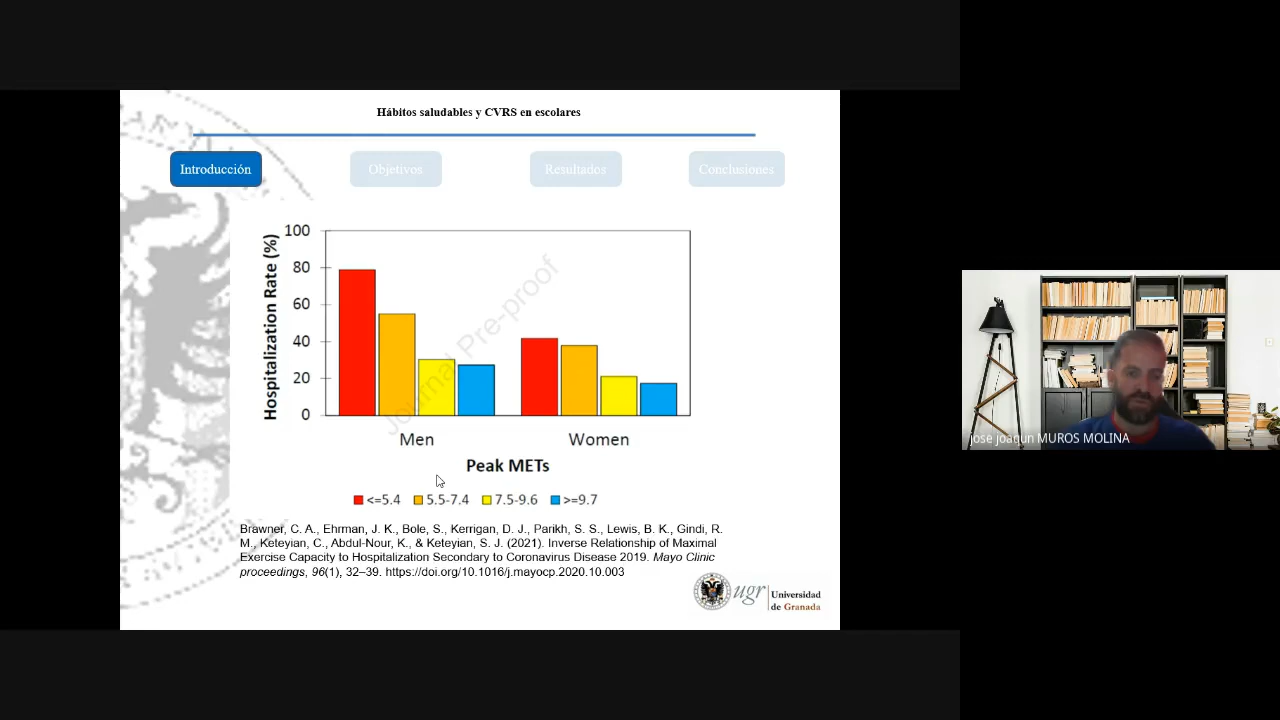 Hábitos saludables y CVRS en escolares
Introducción
Objetivos
Resultados
Conclusiones
Hospitalization Rate (%)
100
80
60
40
20
0
Journal Pre-proof
Men
Women
Peak METs
<=5.4
5.5-7.4
7.5-9.6
>=9.7
Brawner, C. A., Ehrman, J. K., Bole, S., Kerrigan, D. J., Parikh, S. S., Lewis, B. K., Gindi, R.
M., Keteyian, C., Abdul-Nour, K., & Keteyian, S. J. (2021). Inverse Relationship of Maximal
Exercise Capacity to Hospitalization Secondary to Coronavirus Disease 2019. Mayo Clinic
proceedings, 96(1), 32–39. https://doi.org/10.1016/j.mayocp.2020.10.003
ugr
Universidad
de Granada
jose joaqun MUROS MOLINA